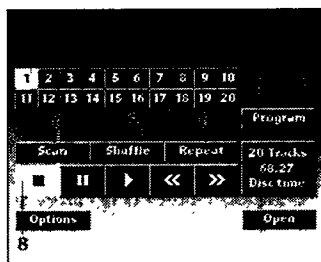 1 2 3 4 5 6 7 8 9 10
11 12 13 14 15 16 17 18 19 20
Program
Scan Shuffle Repeat
20 Tracks
68.27
Disc time
Options Open
8